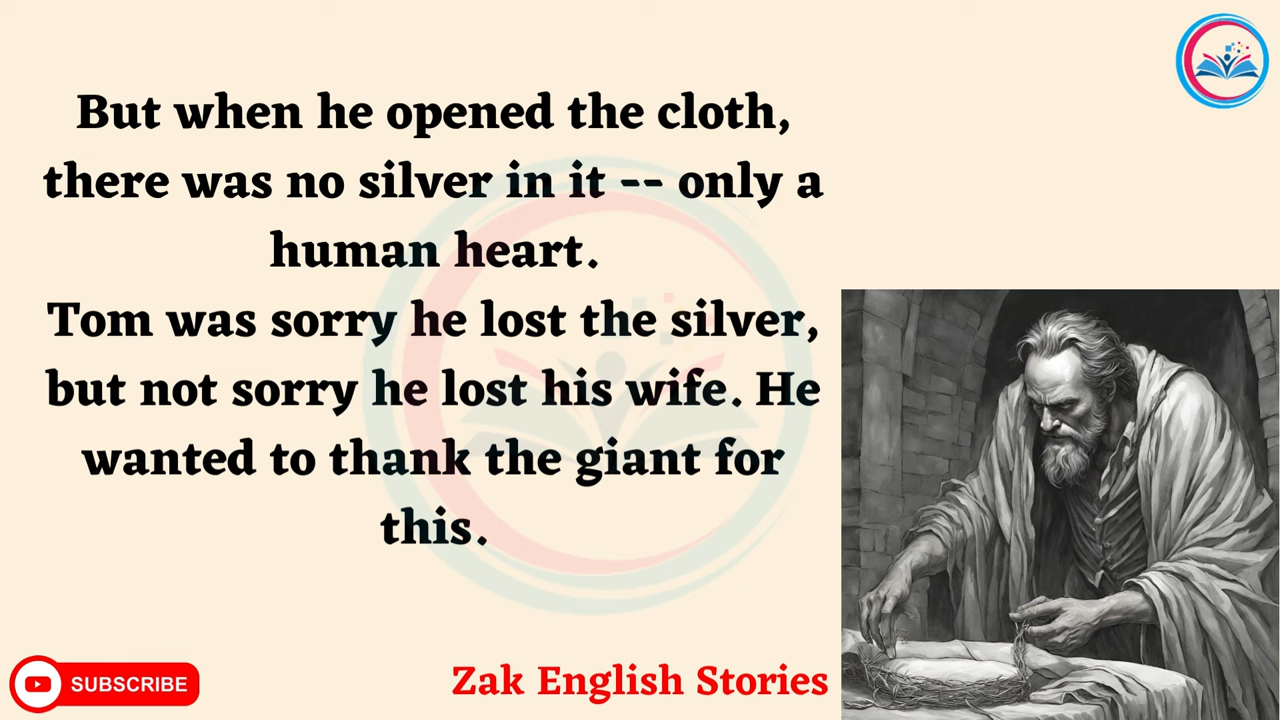 But when he opened the cloth,
there was no silver in it -- only a
human heart.
Tom was sorry he lost the silver,
but not sorry he lost his wife. He
wanted to thank the giant for
this.
SUBSCRIBE
Zak English Stories